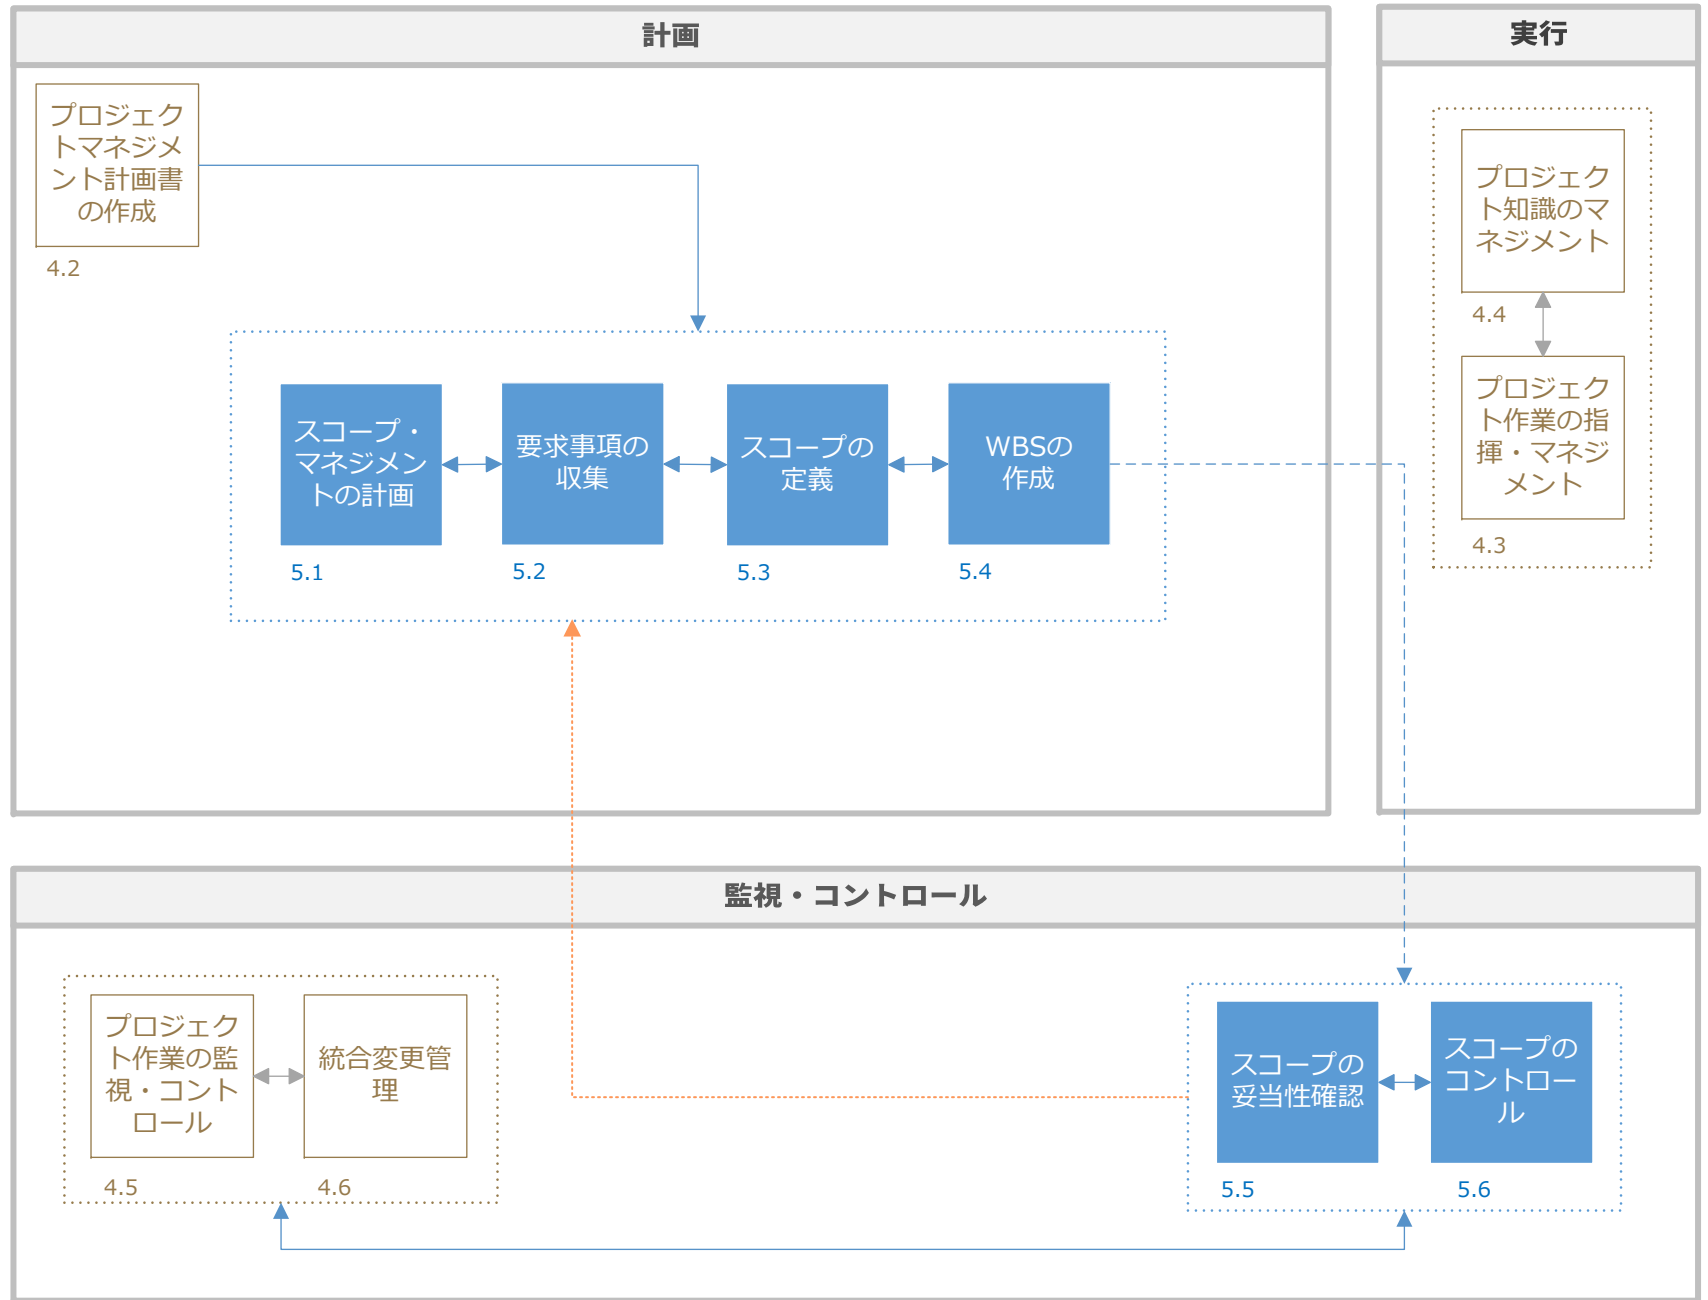 計画
実行
プロジェク
トマネジメ
ント計画書
の作成
4.2
プロジェク
ト知識のマ
ネジメント
4.4
プロジェク
ト作業の指
揮・マネジ
メント
4.3
スコープ・
マネジメン
トの計画
5.1
要求事項の
収集
5.2
スコープの
定義
5.3
WBSの
作成
5.4
監視・コントロール
プロジェク
ト作業の監
視・コント
ロール
4.5
統合変更管
理
4.6
スコープの
妥当性確認
5.5
スコープの
コントロー
ル
5.6